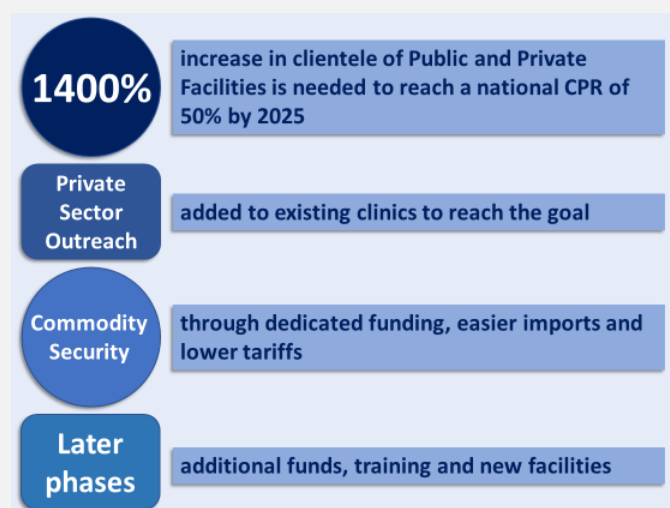 1400%
increase in clientele of Public and Private
Facilities is needed to reach a national CPR of
50% by 2025
Private
Sector
Outreach
added to existing clinics to reach the goal
Commodity
Security
through dedicated funding, easier imports and
lower tariffs
Later
phases
additional funds, training and new facilities